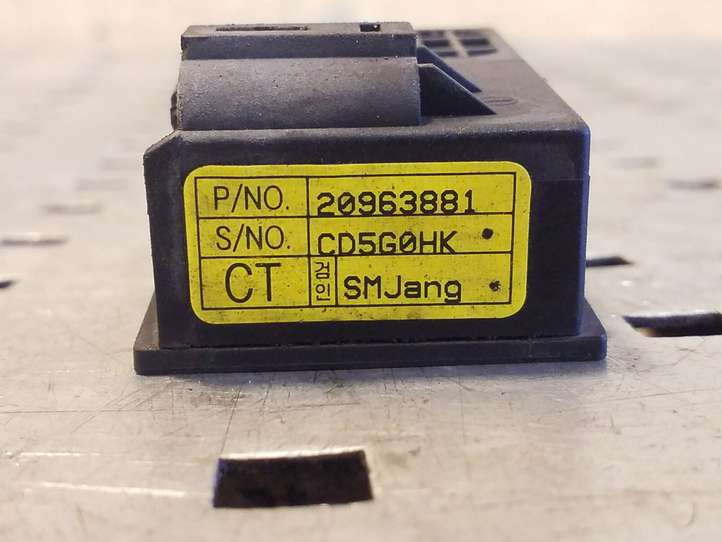 P/NO. 20963881
S/NO. CD5G0HK
CT 검인 SMJang